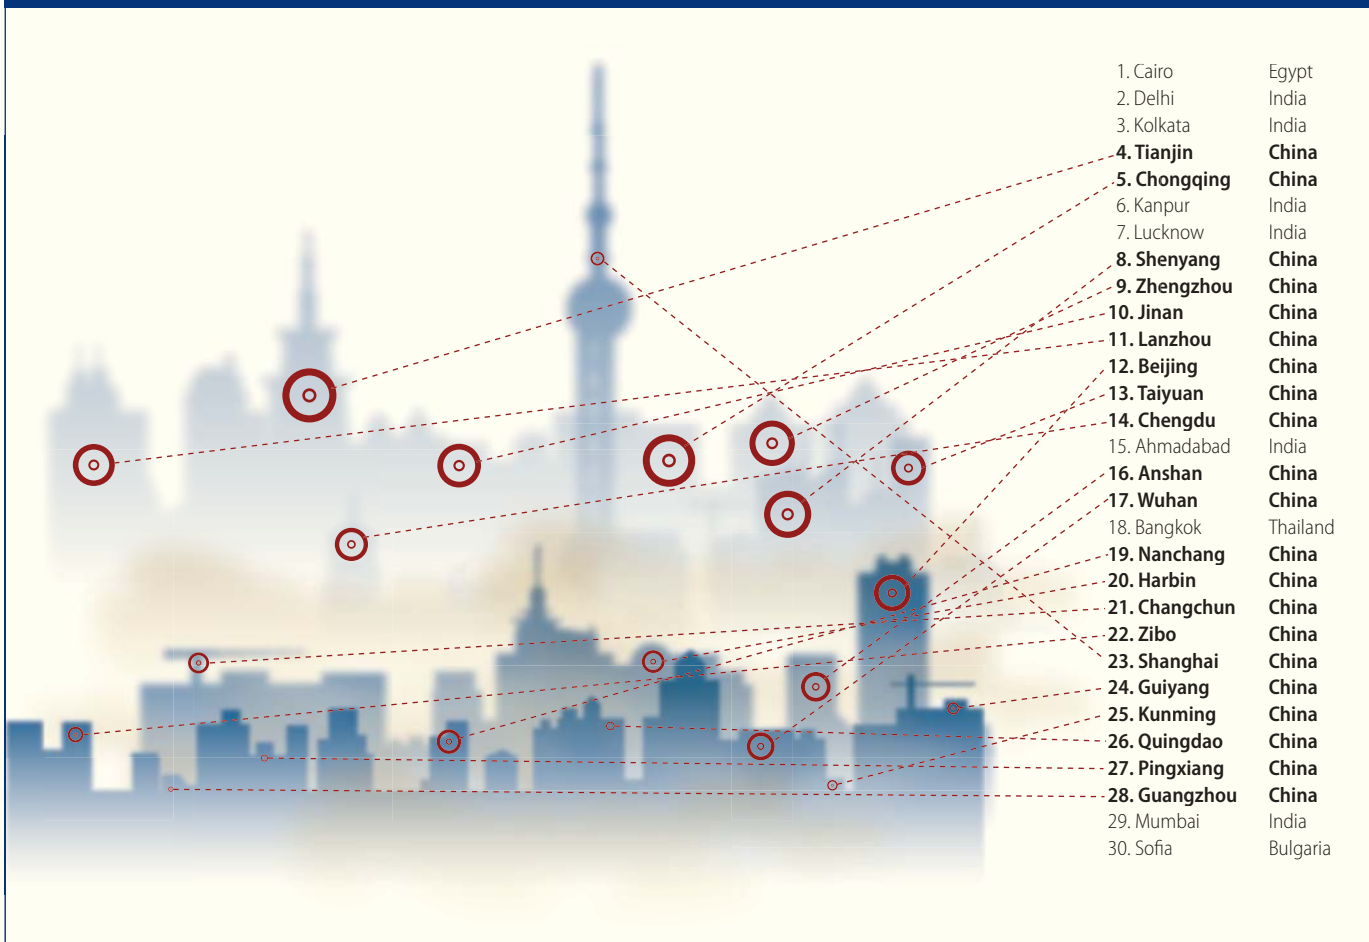 1. Cairo Egypt
2. Delhi India
3. Kolkata India
4. Tianjin China
5. Chongqing China
6. Kanpur India
7. Lucknow India
8. Shenyang China
9. Zhengzhou China
10. Jinan China
11. Lanzhou China
12. Beijing China
13. Taiyuan China
14. Chengdu China
15. Ahmadabad India
16. Anshan China
17. Wuhan China
18. Bangkok Thailand
19. Nanchang China
20. Harbin China
21. Changchun China
22. Zibo China
23. Shanghai China
24. Guiyang China
25. Kunming China
26. Quingdao China
27. Pingxiang China
28. Guangzhou China
29. Mumbai India
30. Sofia Bulgaria